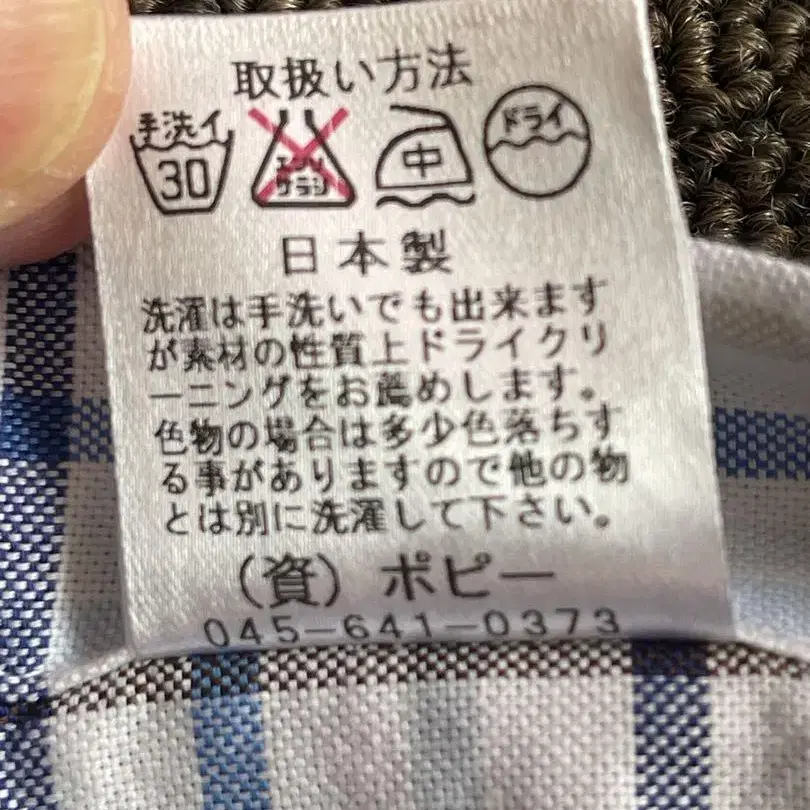 取扱い方法
手洗イ
30
エンソ
サラシ
中
ドライ
日本製
洗濯は手洗いでも出来ます
が素材の性質上ドライクリ
ーニングをお薦めします。
色物の場合は多少色落ちす
る事がありますので他の物
とは別に洗濯して下さい。
（資）ポピー
045-641-0373